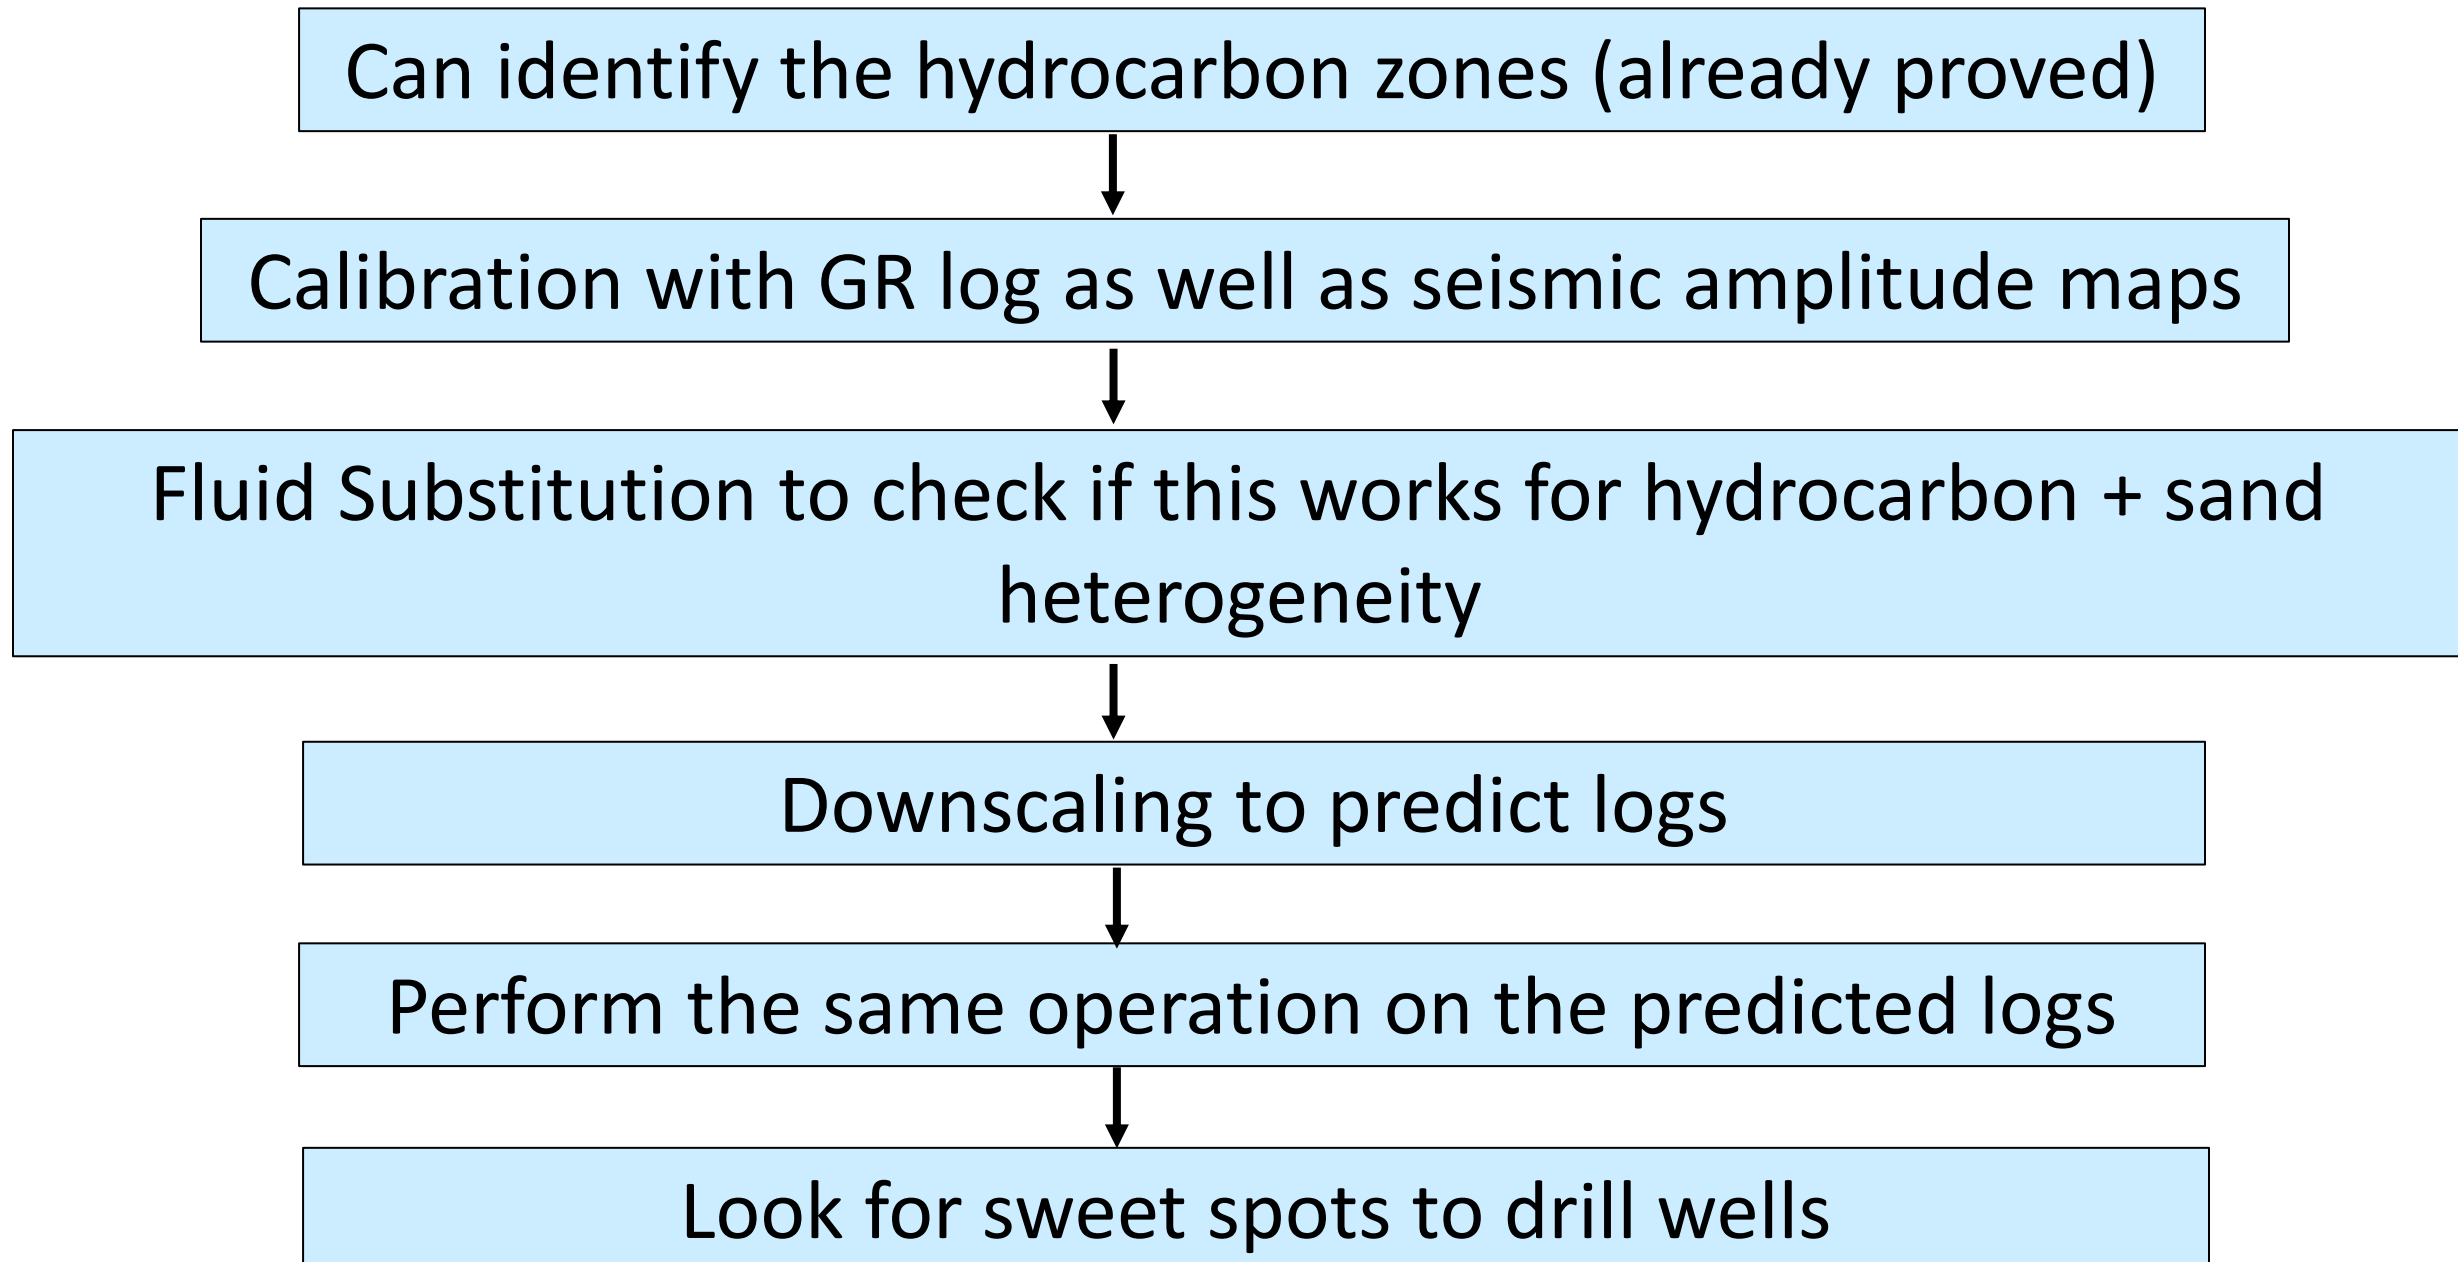 Can identify the hydrocarbon zones (already proved)
Calibration with GR log as well as seismic amplitude maps
Fluid Substitution to check if this works for hydrocarbon + sand
heterogeneity
Downscaling to predict logs
Perform the same operation on the predicted logs
Look for sweet spots to drill wells